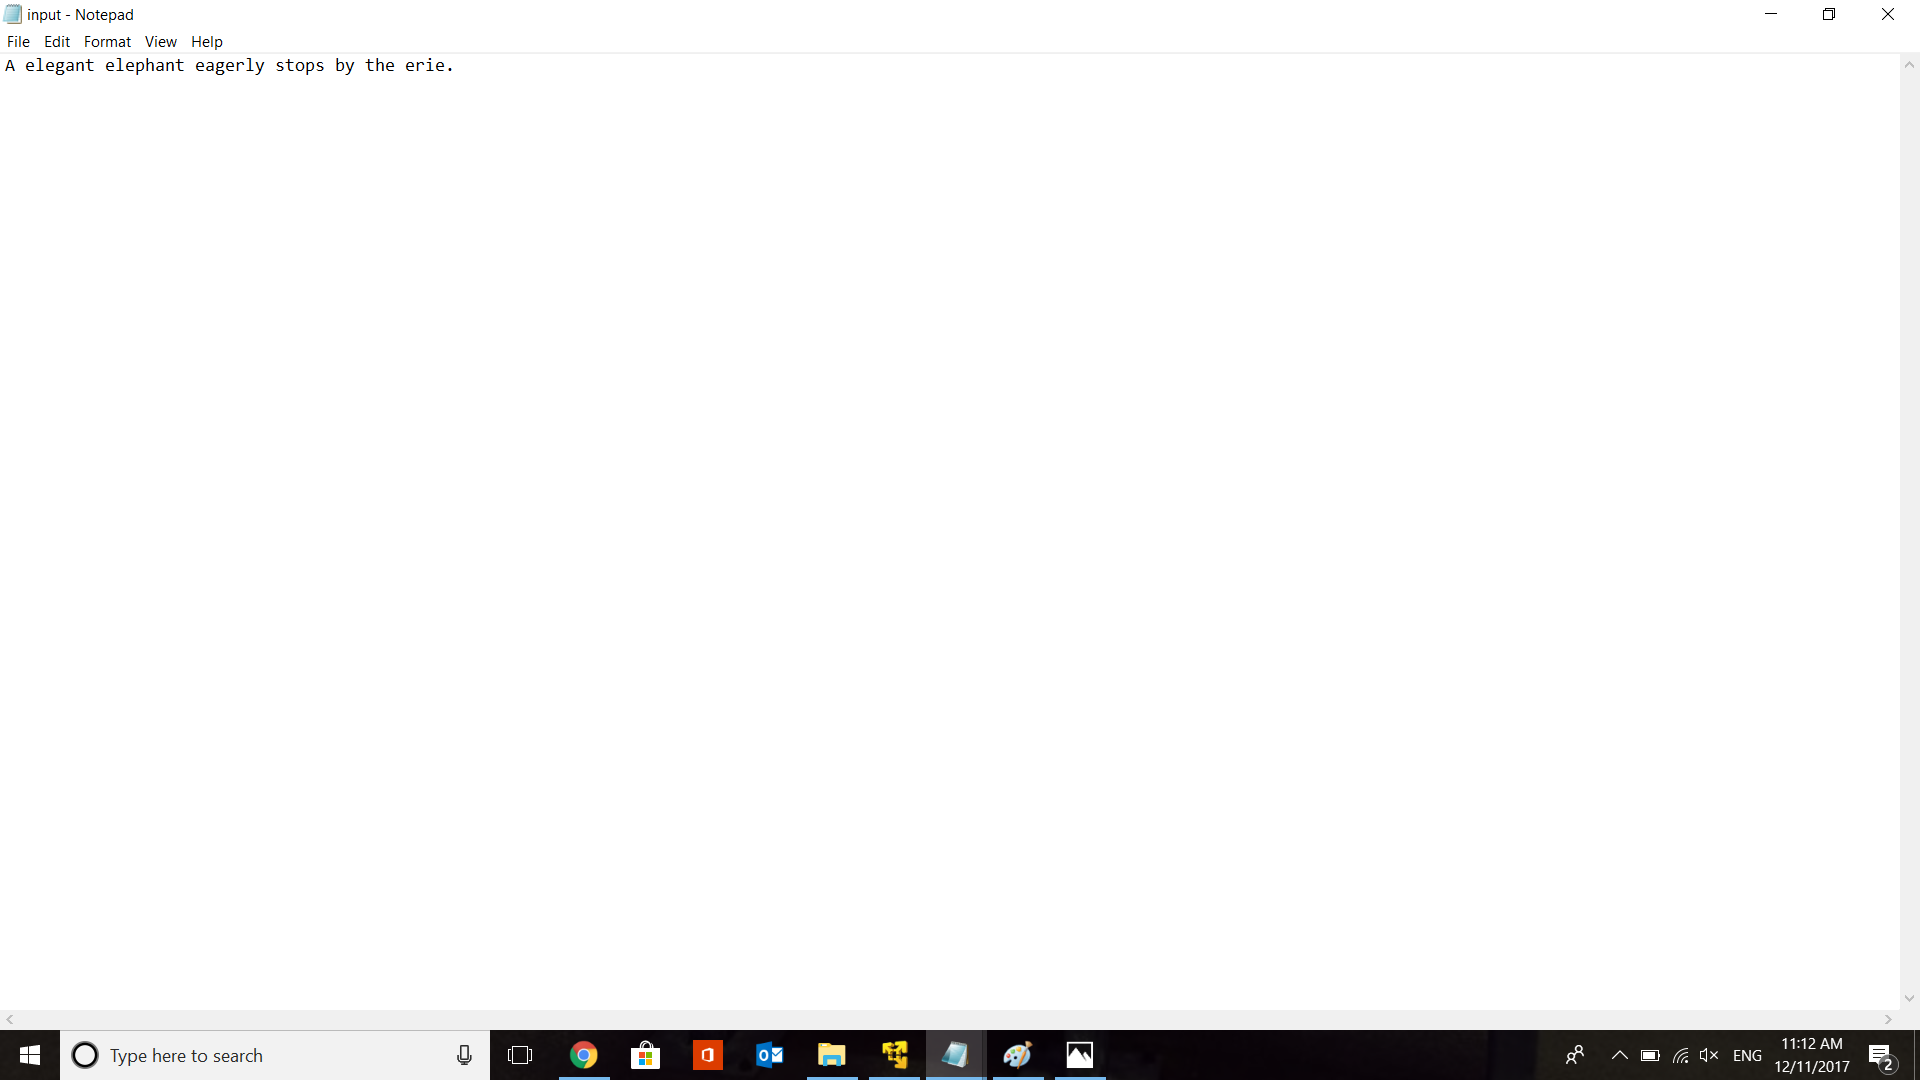 input - Notepad
File Edit Format View Help
A elegant elephant eagerly stops by the erie.
Type here to search
ENG
11:12 AM
12/11/2017
2